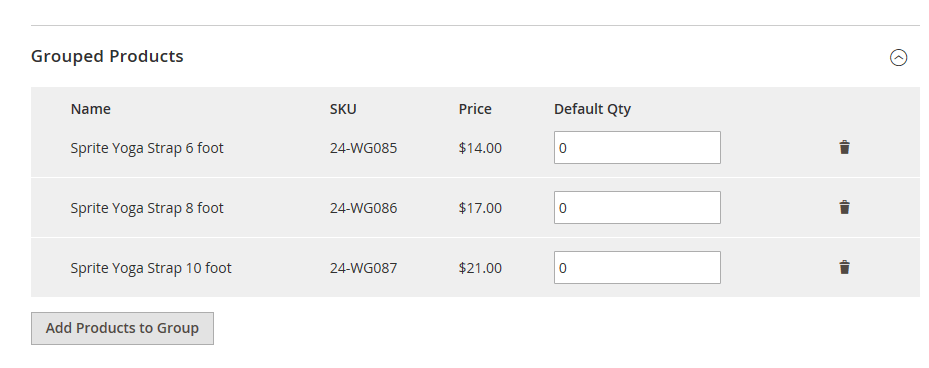 Grouped Products
Name SKU Price Default Qty
Sprite Yoga Strap 6 foot 24-WG085 $14.00 0
Sprite Yoga Strap 8 foot 24-WG086 $17.00 0
Sprite Yoga Strap 10 foot 24-WG087 $21.00 0
Add Products to Group